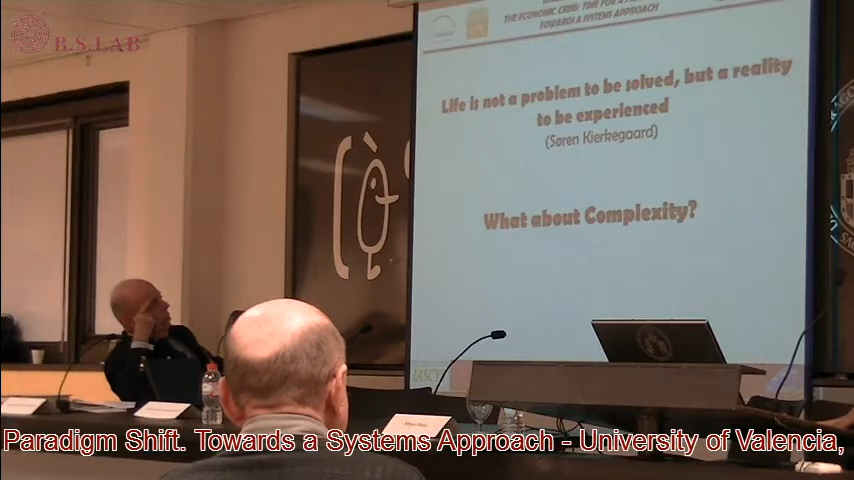 B.S.LAB
THE ECONOMIC CRISIS: TIME FOR A
TOWARDS A SYSTEMS APPROACH
Life is not a problem to be solved, but a reality
to be experienced
(Søren Kierkegaard)
What about Complexity?
Paradigm Shift. Towards a Systems Approach - University of Valencia,